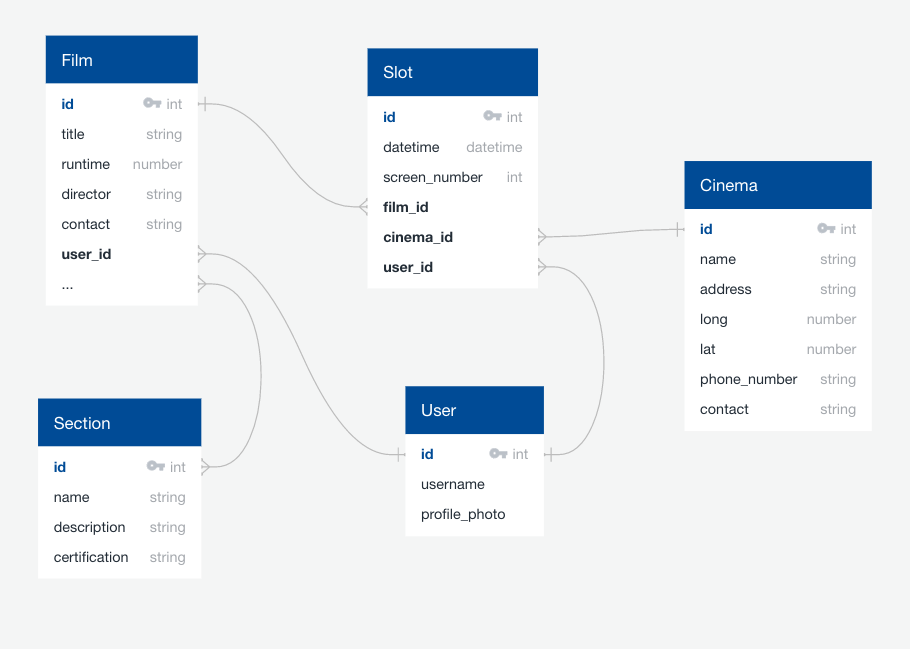 Film
id int
title string
runtime number
director string
contact string
user_id
...
Slot
id int
datetime datetime
screen_number int
film_id
cinema_id
user_id
Cinema
id int
name string
address string
long number
lat number
phone_number string
contact string
Section
id int
name string
description string
certification string
User
id int
username
profile_photo